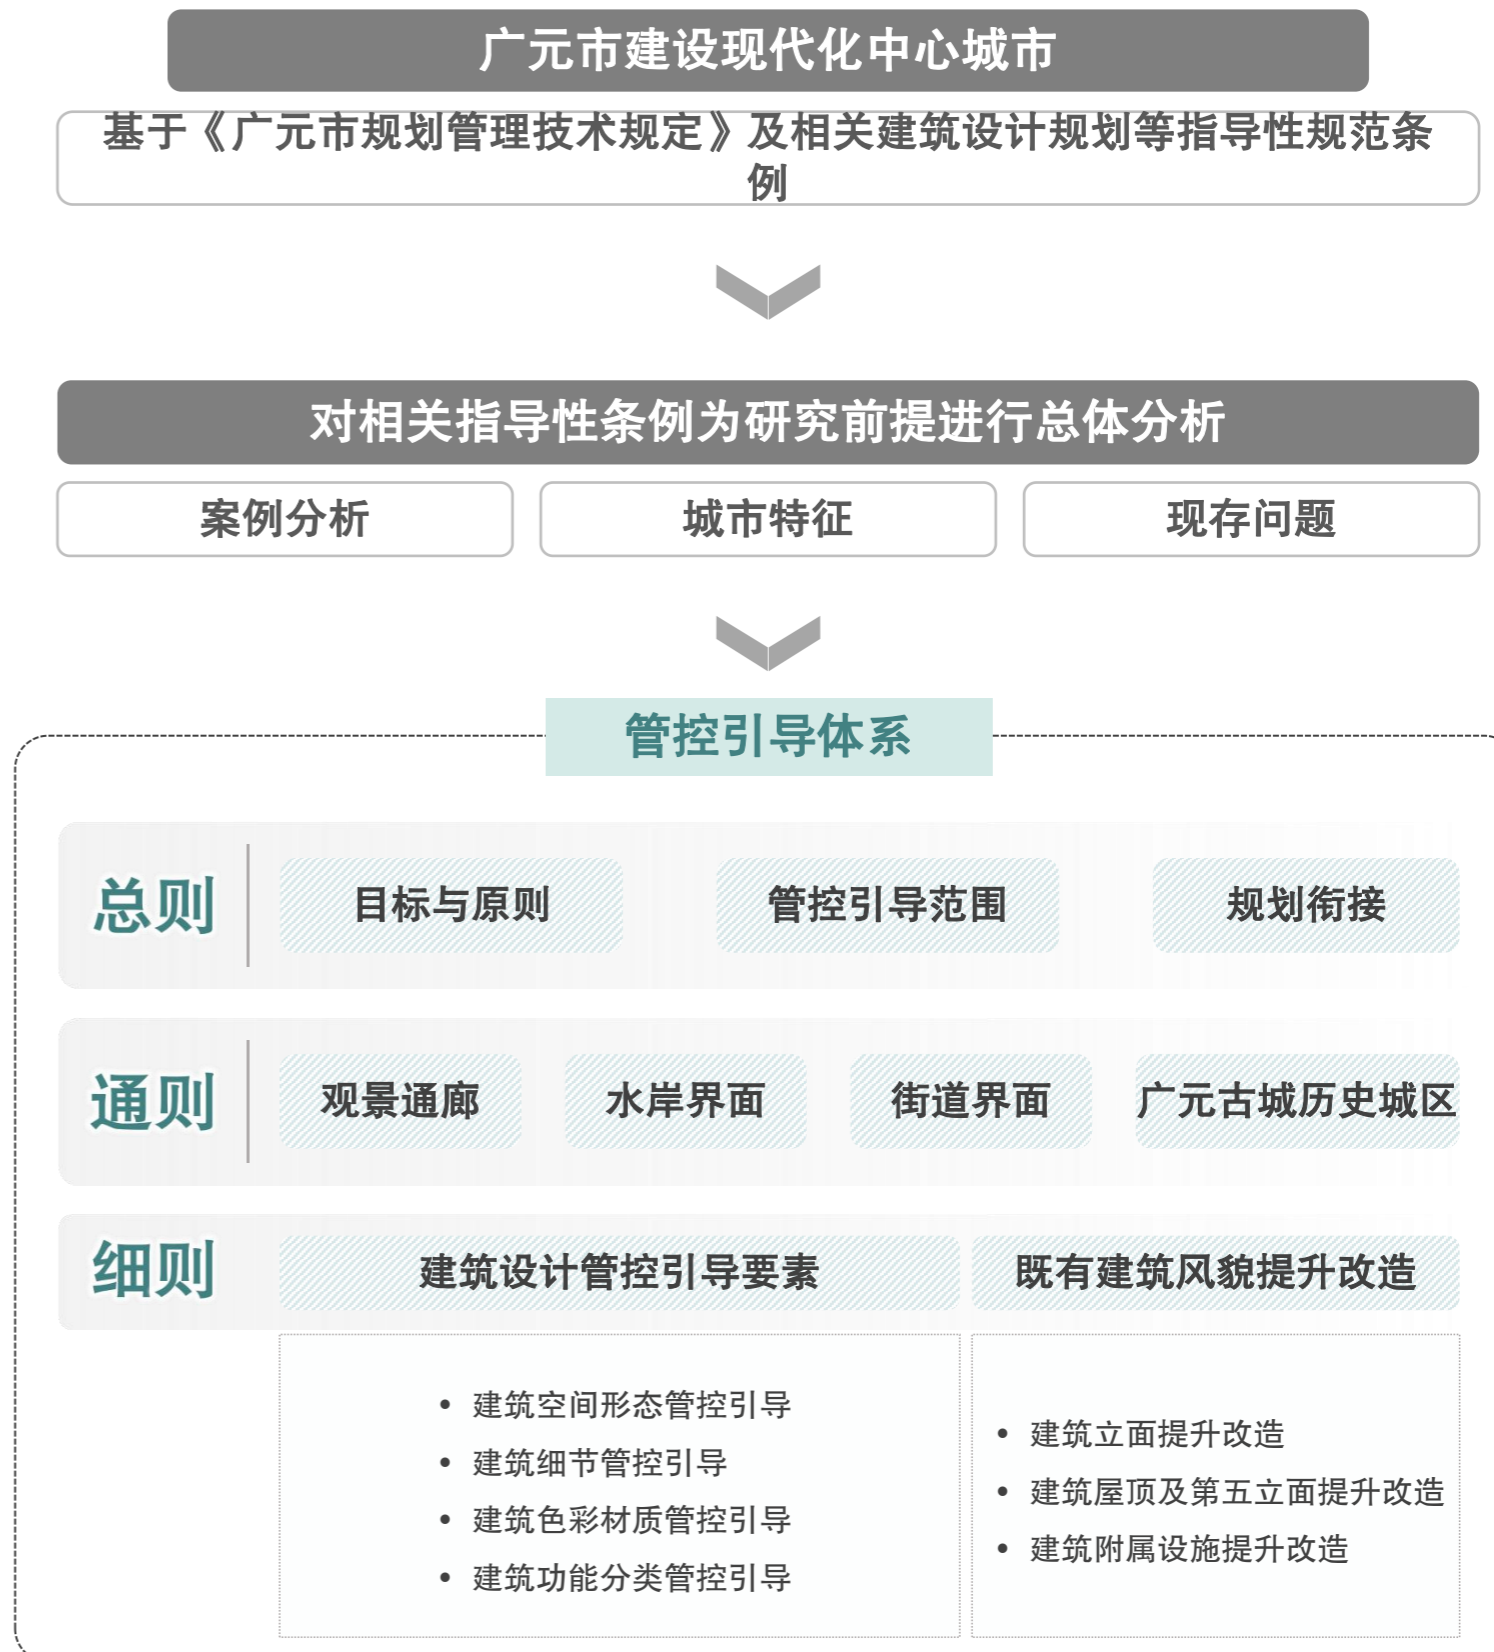 广元市建设现代化中心城市
基于《广元市规划管理技术规定》及相关建筑设计规划等指导性规范条
例
对相关指导性条例为研究前提进行总体分析
案例分析
城市特征
现存问题
管控引导体系
总则
目标与原则
管控引导范围
规划衔接
通则
观景通廊
水岸界面
街道界面
广元古城历史城区
细则
建筑设计管控引导要素
既有建筑风貌提升改造
• 建筑空间形态管控引导
• 建筑细节管控引导
• 建筑色彩材质管控引导
• 建筑功能分类管控引导
• 建筑立面提升改造
• 建筑屋顶及第五立面提升改造
• 建筑附属设施提升改造